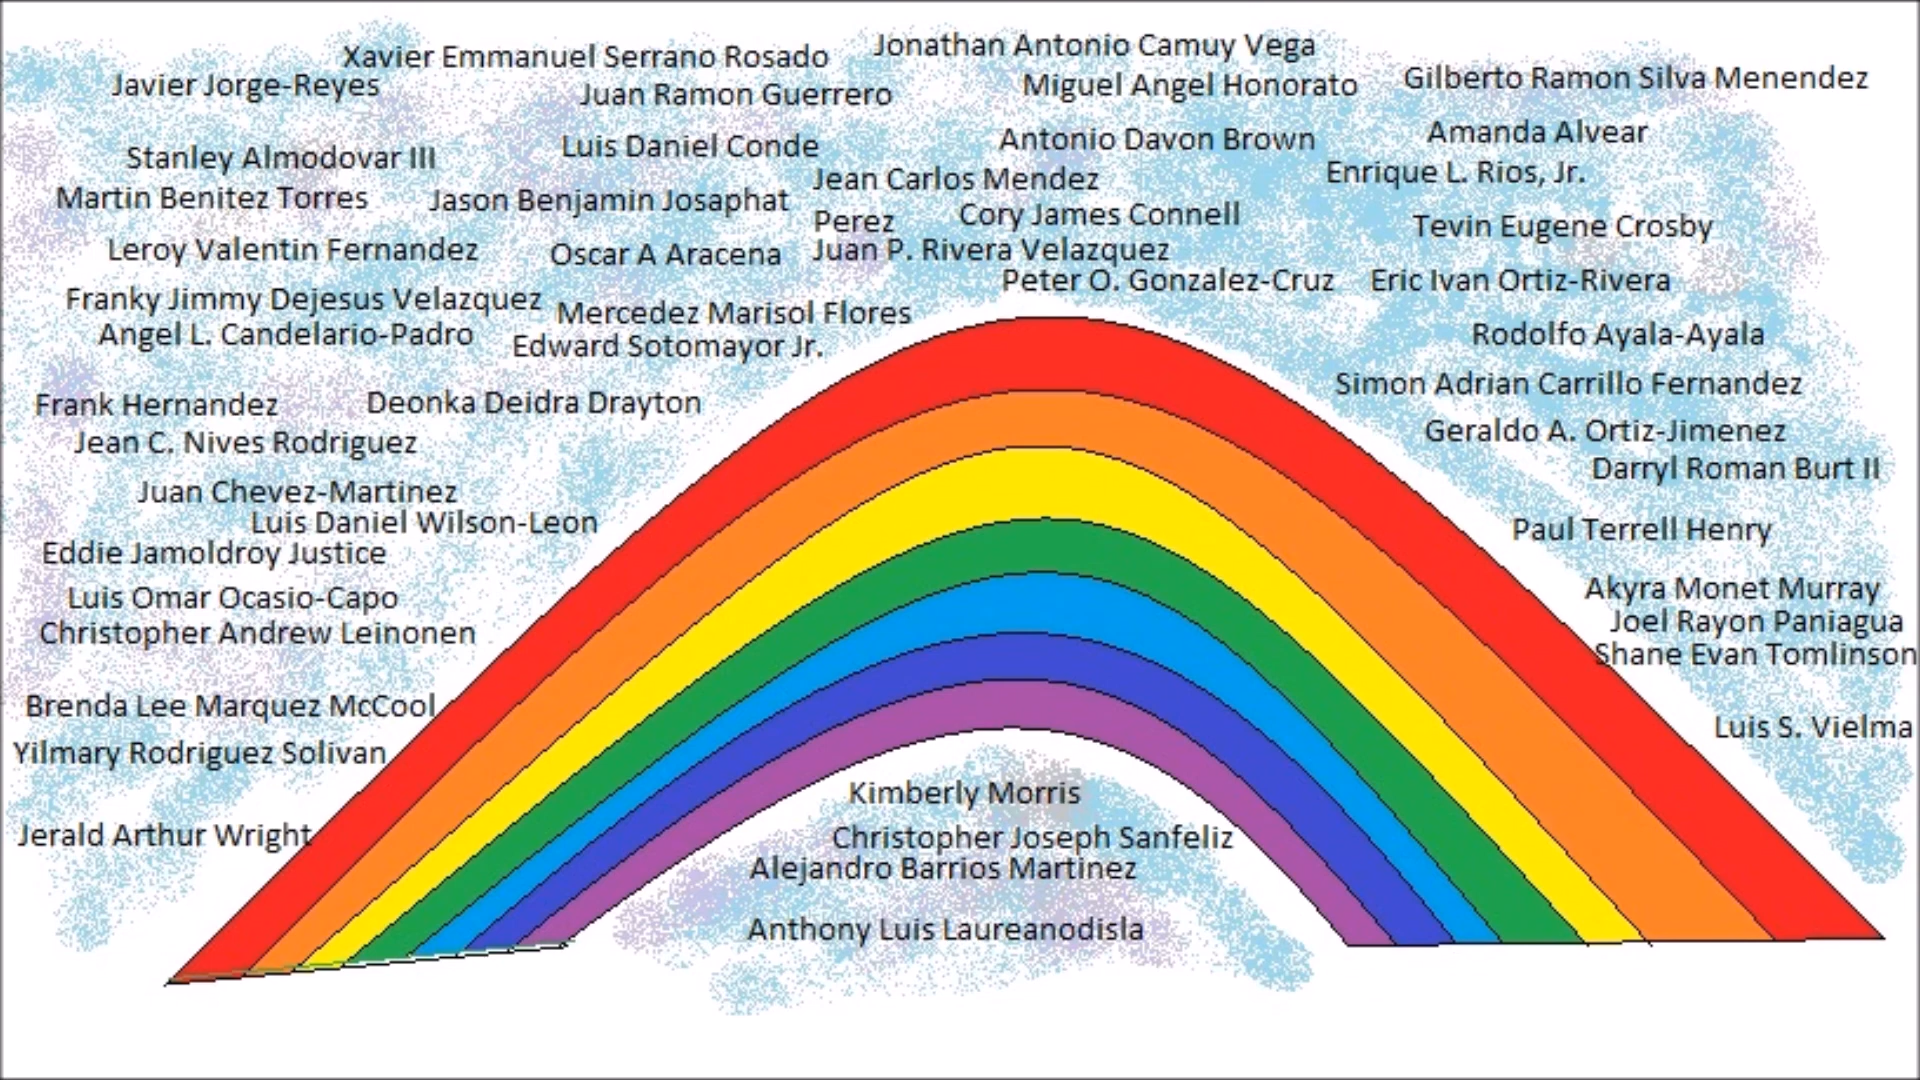 Xavier Emmanuel Serrano Rosado
Jonathan Antonio Camuy Vega
Javier Jorge-Reyes
Juan Ramon Guerrero
Miguel Angel Honorato
Gilberto Ramon Silva Menendez
Stanley Almodovar III
Luis Daniel Conde
Antonio Davon Brown
Amanda Alvear
Martin Benitez Torres
Jason Benjamin Josaphat
Jean Carlos Mendez
Perez
Enrique L. Rios, Jr.
Cory James Connell
Tevin Eugene Crosby
Leroy Valentin Fernandez
Oscar A Aracena
Juan P. Rivera Velazquez
Peter O. Gonzalez-Cruz
Eric Ivan Ortiz-Rivera
Franky Jimmy Dejesus Velazquez
Mercedez Marisol Flores
Angel L. Candelario-Padro
Edward Sotomayor Jr.
Rodolfo Ayala-Ayala
Simon Adrian Carrillo Fernandez
Frank Hernandez
Deonka Deidra Drayton
Jean C. Nives Rodriguez
Geraldo A. Ortiz-Jimenez
Darryl Roman Burt II
Juan Chevez-Martinez
Luis Daniel Wilson-Leon
Paul Terrell Henry
Eddie Jamoldroy Justice
Luis Omar Ocasio-Capo
Akyra Monet Murray
Christopher Andrew Leinonen
Joel Rayon Paniagua
Shane Evan Tomlinson
Brenda Lee Marquez McCool
Luis S. Vielma
Yilmary Rodriguez Solivan
Jerald Arthur Wright
Kimberly Morris
Christopher Joseph Sanfeliz
Alejandro Barrios Martinez
Anthony Luis Laureanodisla